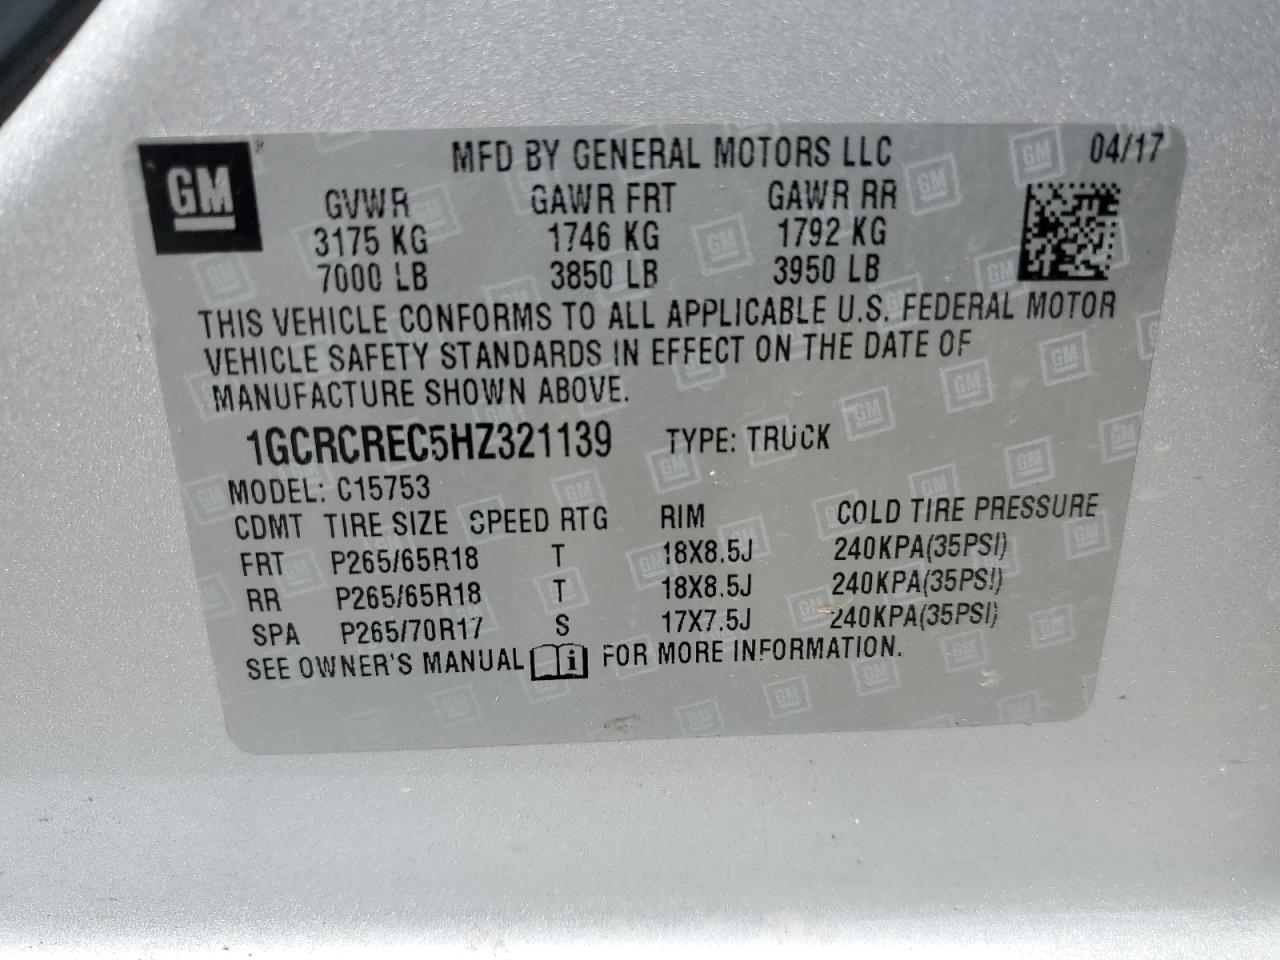 GM
MFD BY GENERAL MOTORS LLC 04/17
GVWR GAWR FRT GAWR RR
3175 KG 1746 KG 1792 KG
7000 LB 3850 LB 3950 LB
THIS VEHICLE CONFORMS TO ALL APPLICABLE U.S. FEDERAL MOTOR
VEHICLE SAFETY STANDARDS IN EFFECT ON THE DATE OF
MANUFACTURE SHOWN ABOVE.
1GCRCREC5HZ321139 TYPE: TRUCK
MODEL: C15753
CDMT TIRE SIZE SPEED RTG RIM COLD TIRE PRESSURE
FRT P265/65R18 T 18X8.5J 240KPA(35PSI)
RR P265/65R18 T 18X8.5J 240KPA(35PSI)
SPA P265/70R17 S 17X7.5J 240KPA(35PSI)
SEE OWNER'S MANUAL i FOR MORE INFORMATION.